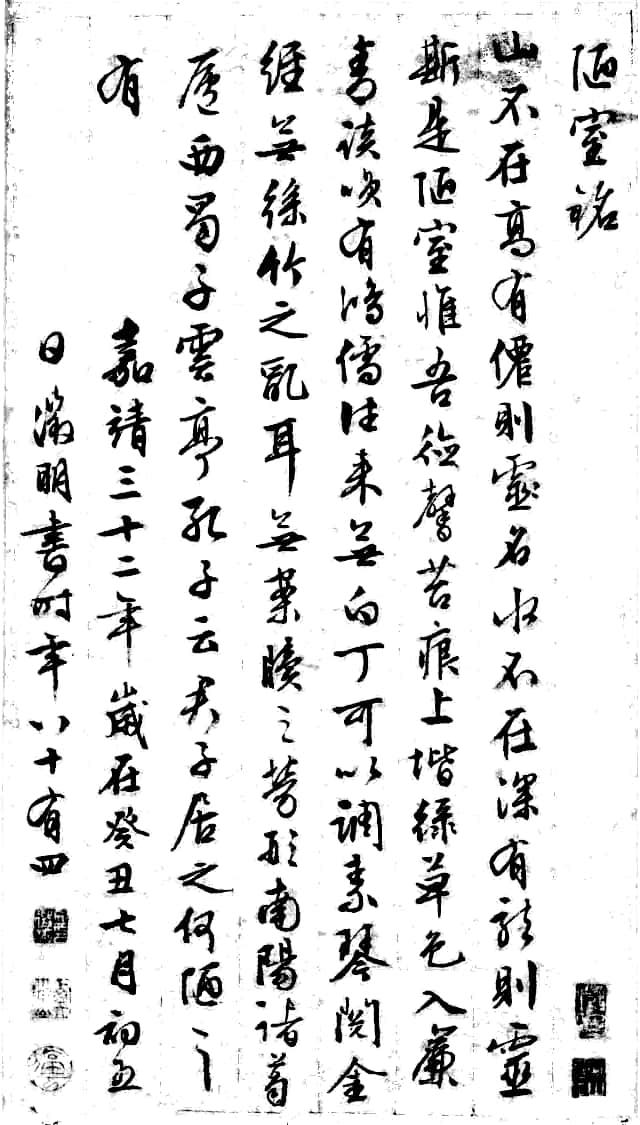 陋室銘
山不在高有僊則靈名水不在深有龍則靈
斯是陋室惟吾德馨苔痕上堦綠草色入簾
青談咲有鴻儒往来無白丁可以調素琴閱金
經無絲竹之亂耳無案牘之勞形南陽諸葛
廬西蜀子雲亭孔子云君子居之何陋之
有
嘉靖三十二年歲在癸丑七月初五
日徵明書時年八十有四